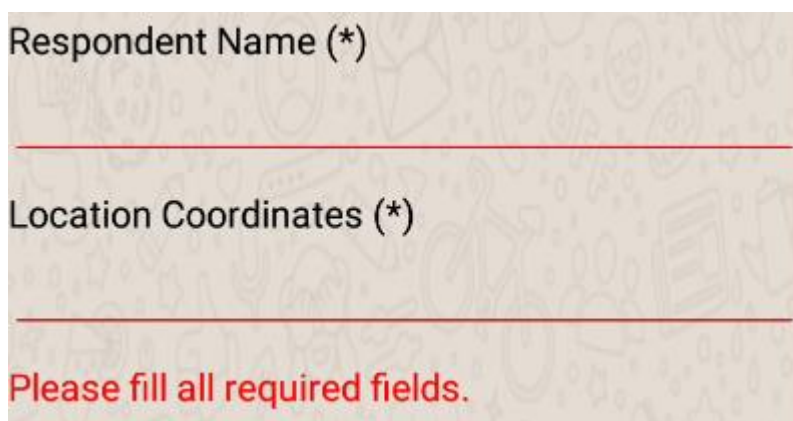 Respondent Name (*)
Location Coordinates (*)
Please fill all required fields.